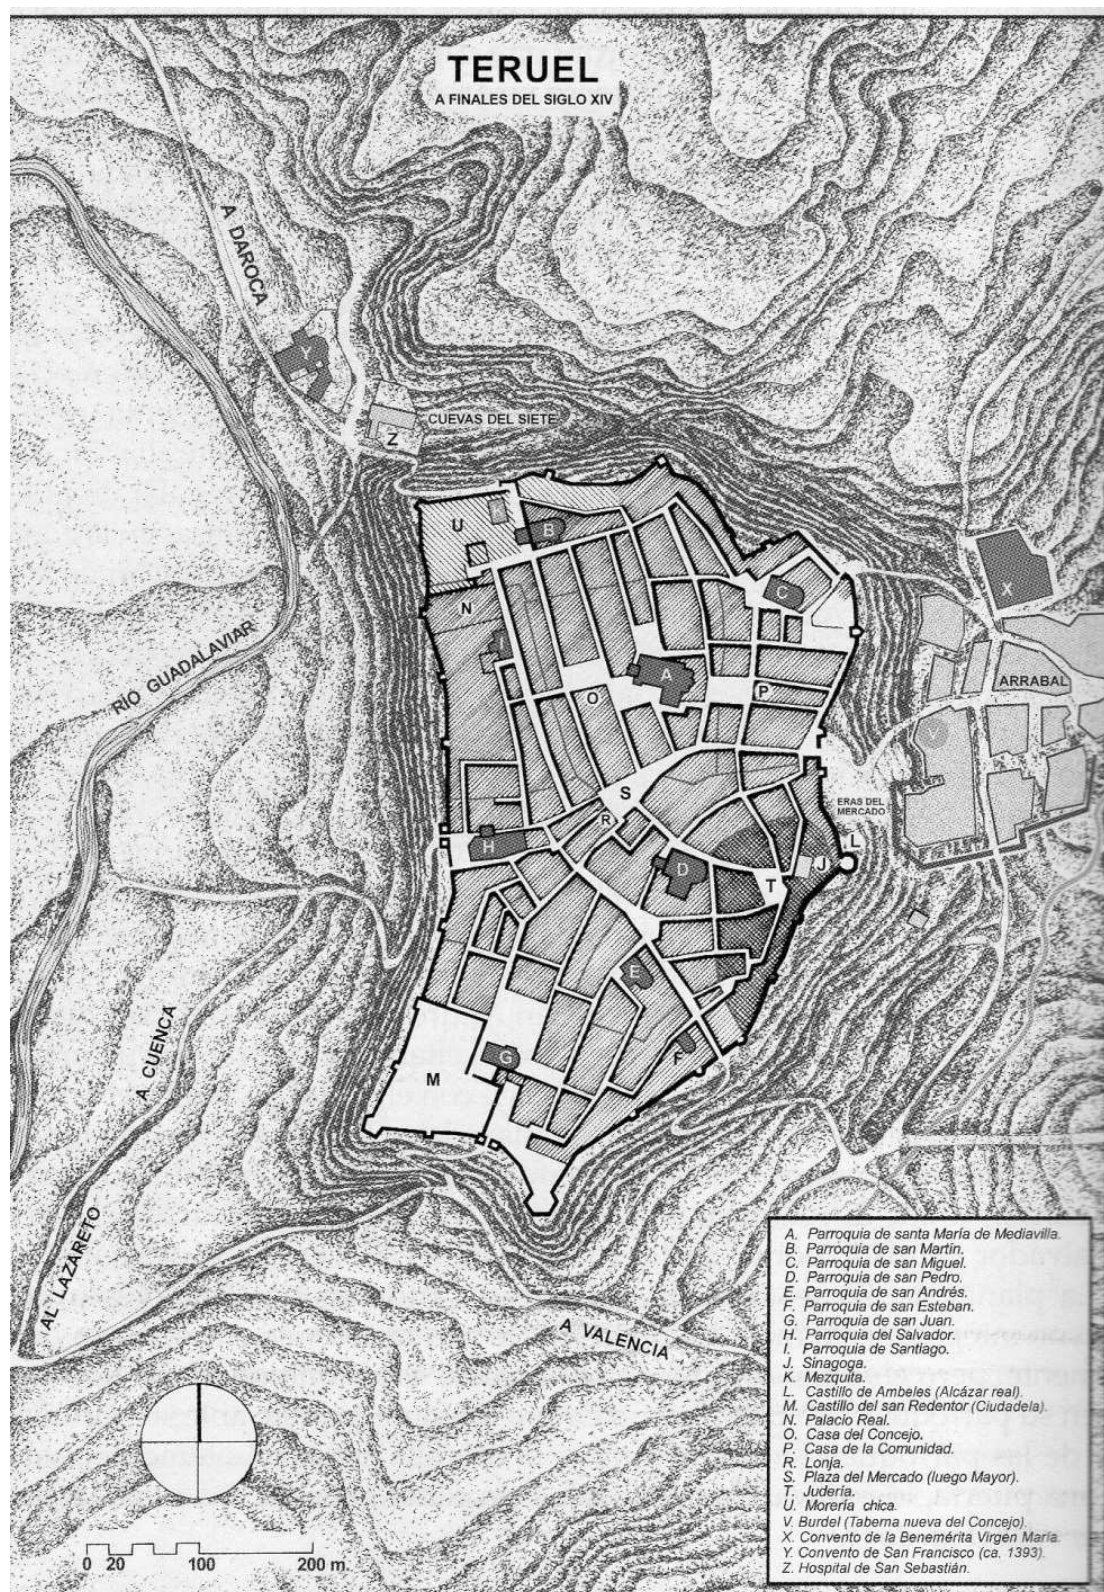 TERUEL
A FINALES DEL SIGLO XIV
A DAROCA
Y
CUEVAS DEL SIETE
Z
U
B
C
X
N
RIO GUADALAVIAR
A
ARRABAL
O
P
V
S
ERAS DEL
MERCADO
R
L
H
D
J
T
E
A CUENCA
F
G
M
AL LAZARETO
A VALENCIA
A. Parroquia de santa María de Mediavilla.
B. Parroquia de san Martín.
C. Parroquia de san Miguel.
D. Parroquia de san Pedro.
E. Parroquia de san Andrés.
F. Parroquia de san Esteban.
G. Parroquia de san Juan.
H. Parroquia del Salvador.
I. Parroquia de Santiago.
J. Sinagoga.
K. Mezquita.
L. Castillo de Ambeles (Alcázar real).
M. Castillo del san Redentor (Ciudadela).
N. Palacio Real.
O. Casa del Concejo.
P. Casa de la Comunidad.
R. Lonja.
S. Plaza del Mercado (luego Mayor).
T. Judería.
U. Morería chica.
V. Burdel (Taberna nueva del Concejo).
X. Convento de la Benemérita Virgen María.
Y. Convento de San Francisco (ca. 1393).
Z. Hospital de San Sebastián.
0 20 100 200 m.